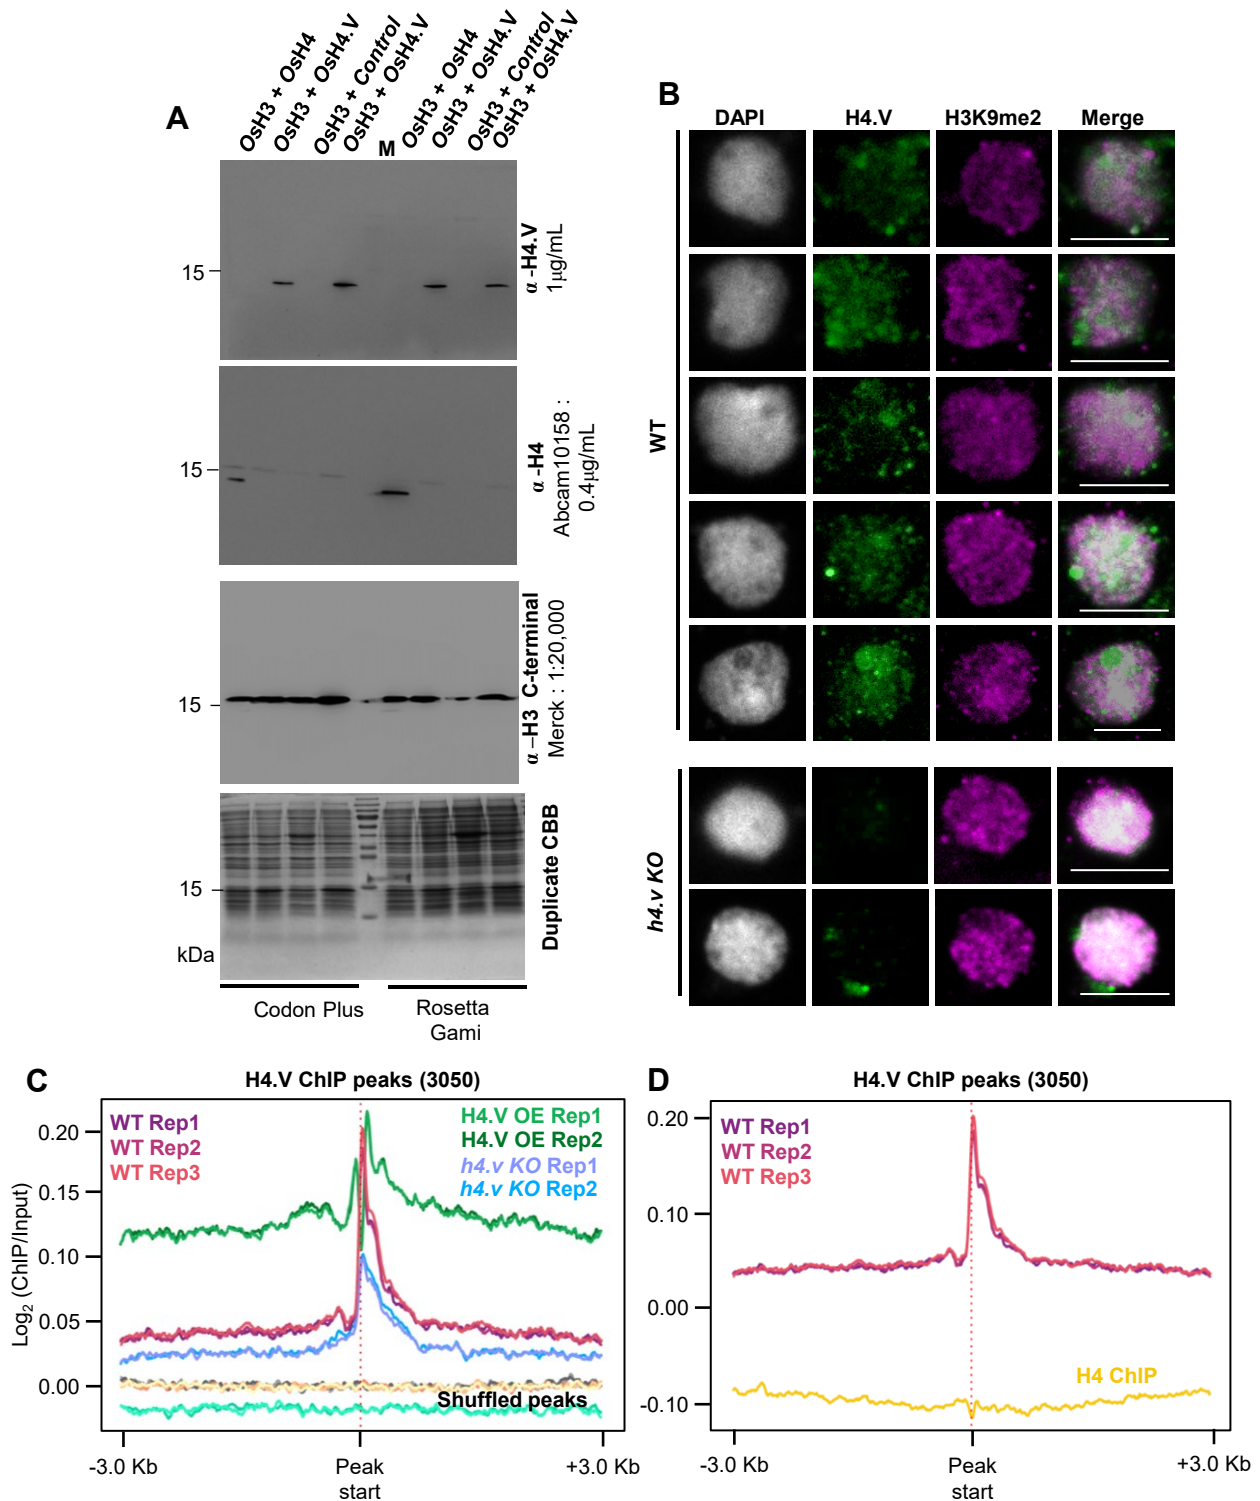 A
OsH3 + OsH4
OsH3 + OsH4.V
OsH3 + Control
OsH3 + OsH4.V
M
OsH3 + OsH4
OsH3 + OsH4.V
OsH3 + Control
OsH3 + OsH4.V
15
α -H4.V
1μg/mL
15
α -H4
Abcam10158 :
0.4μg/mL
15
α –H3 C-terminal
Merck : 1:20,000
15
kDa
Duplicate CBB
Codon Plus
Rosetta
Gami
B
DAPI
H4.V
H3K9me2
Merge
WT
h4.v KO
C
H4.V ChIP peaks (3050)
WT Rep1
WT Rep2
WT Rep3
H4.V OE Rep1
H4.V OE Rep2
h4.v KO Rep1
h4.v KO Rep2
Log2 (ChIP/Input)
0.20
0.15
0.10
0.05
0.00
Shuffled peaks
-3.0 Kb
Peak
start
+3.0 Kb
D
H4.V ChIP peaks (3050)
WT Rep1
WT Rep2
WT Rep3
0.20
0.10
0.00
-0.10
H4 ChIP
-3.0 Kb
Peak
start
+3.0 Kb